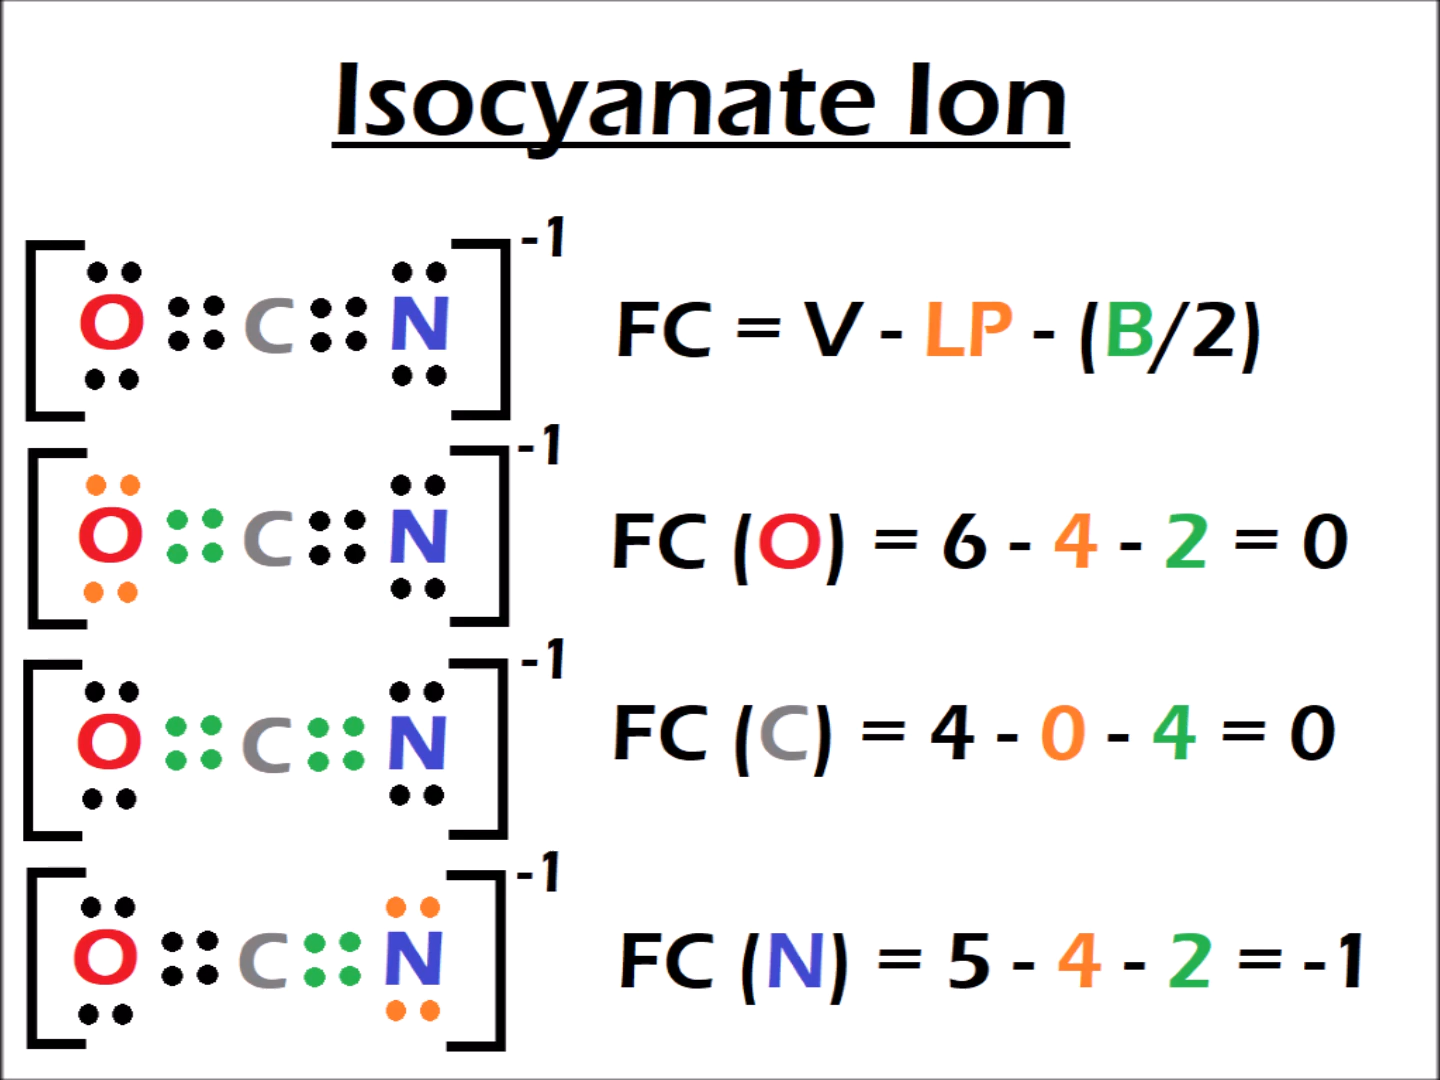 Isocyanate Ion
[O C N]-1 FC = V - LP - (B/2)
[O C N]-1 FC (O) = 6 - 4 - 2 = 0
[O C N]-1 FC (C) = 4 - 0 - 4 = 0
[O C N]-1 FC (N) = 5 - 4 - 2 = -1